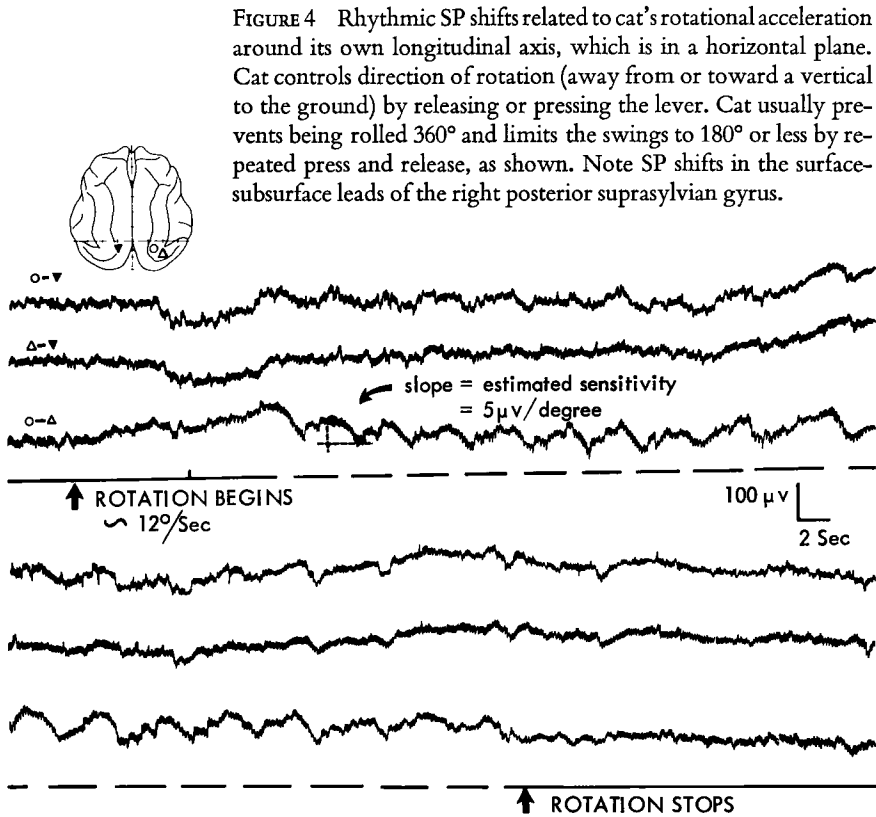 FIGURE 4 Rhythmic SP shifts related to cat's rotational acceleration
around its own longitudinal axis, which is in a horizontal plane.
Cat controls direction of rotation (away from or toward a vertical
to the ground) by releasing or pressing the lever. Cat usually pre-
vents being rolled 360° and limits the swings to 180° or less by re-
peated press and release, as shown. Note SP shifts in the surface-
subsurface leads of the right posterior suprasylvian gyrus.
○-▼
△-▼
slope = estimated sensitivity
= 5μv/degree
○-△
ROTATION BEGINS
∽ 12°/Sec
100 μv
2 Sec
ROTATION STOPS